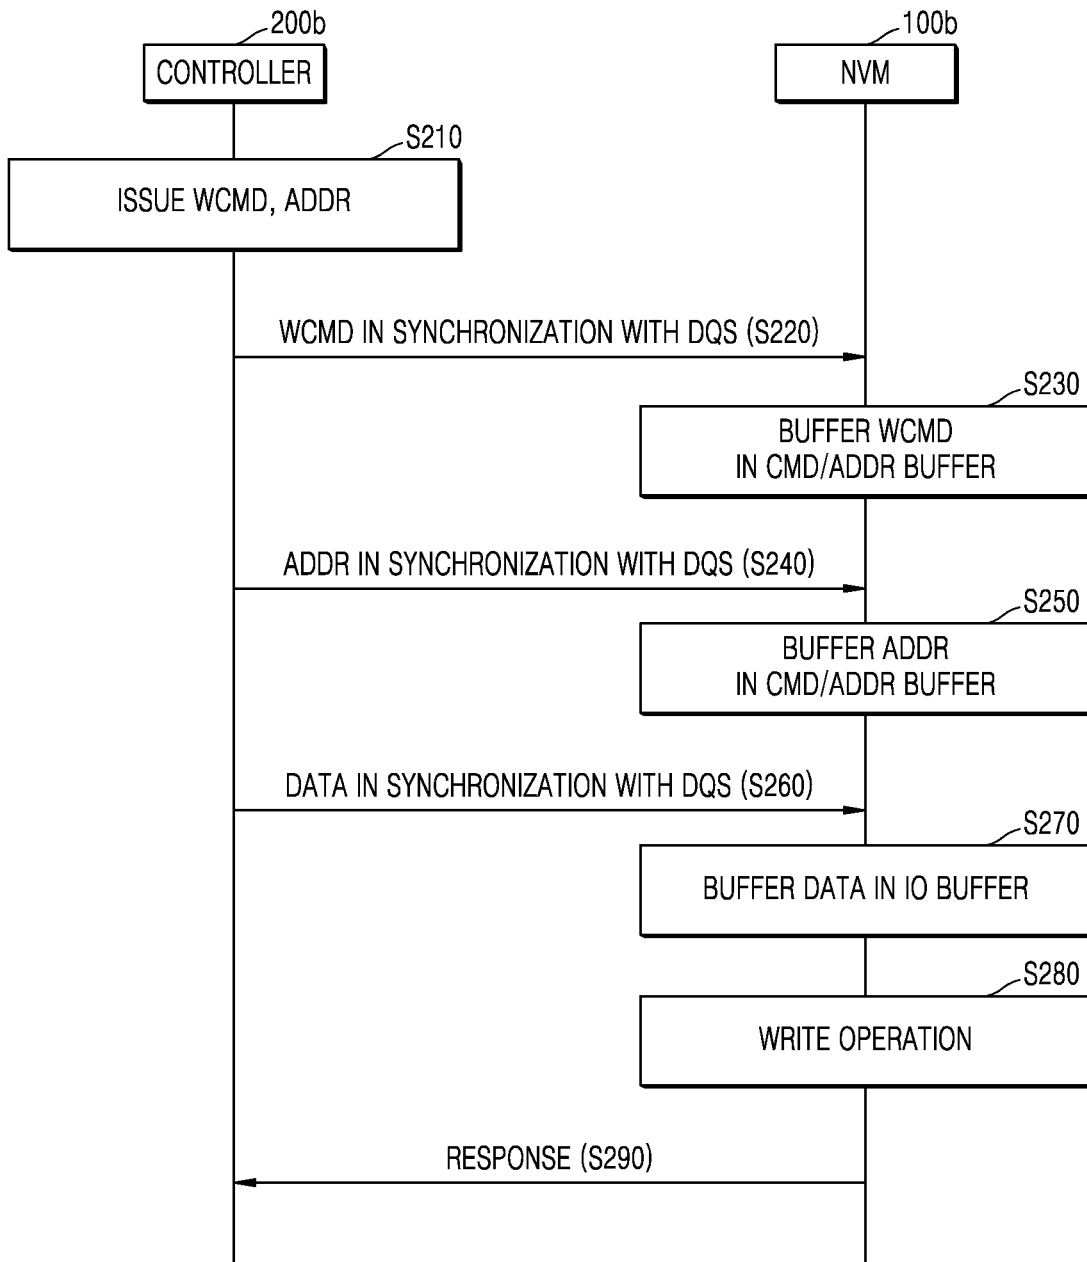 200b
100b
CONTROLLER
NVM
S210
ISSUE WCMD, ADDR
WCMD IN SYNCHRONIZATION WITH DQS (S220)
S230
BUFFER WCMD
IN CMD/ADDR BUFFER
ADDR IN SYNCHRONIZATION WITH DQS (S240)
S250
BUFFER ADDR
IN CMD/ADDR BUFFER
DATA IN SYNCHRONIZATION WITH DQS (S260)
S270
BUFFER DATA IN IO BUFFER
S280
WRITE OPERATION
RESPONSE (S290)